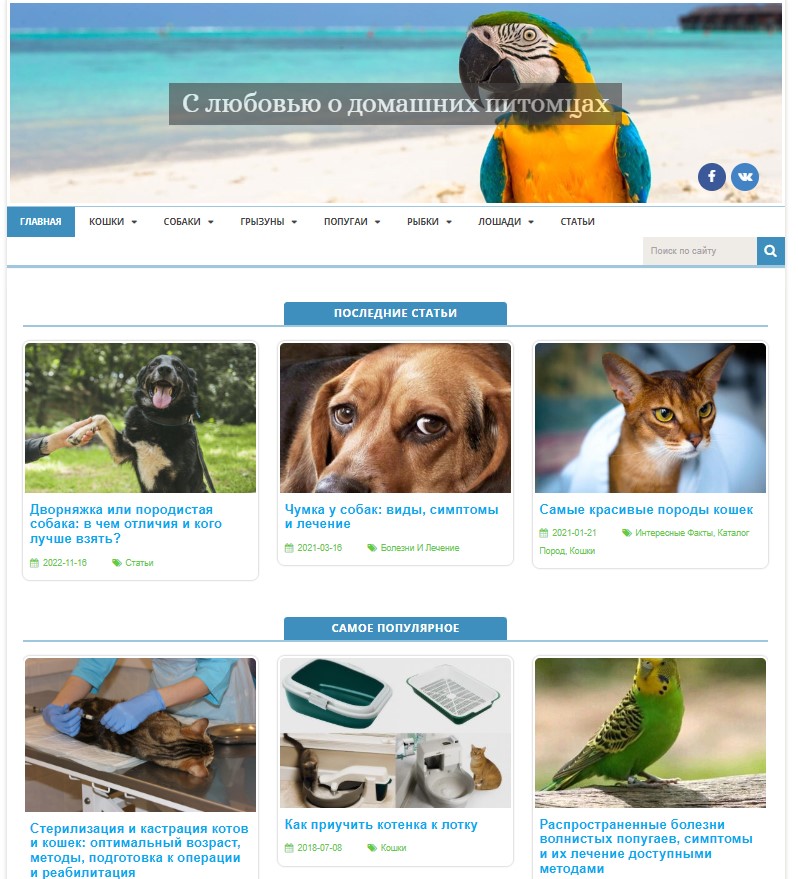 С любовью о домашних питомцах
ГЛАВНАЯ КОШКИ СОБАКИ ГРЫЗУНЫ ПОПУГАИ РЫБКИ ЛОШАДИ СТАТЬИ
Поиск по сайту
ПОСЛЕДНИЕ СТАТЬИ
Дворняжка или породистая
собака: в чем отличия и кого
лучше взять?
2022-11-16 Статьи
Чумка у собак: виды, симптомы
и лечение
2021-03-16 Болезни И Лечение
Самые красивые породы кошек
2021-01-21 Интересные Факты, Каталог
Пород, Кошки
САМОЕ ПОПУЛЯРНОЕ
Стерилизация и кастрация котов
и кошек: оптимальный возраст,
методы, подготовка к операции
и реабилитация
Как приучить котенка к лотку
2018-07-08 Кошки
Распространенные болезни
волнистых попугаев, симптомы
и их лечение доступными
методами